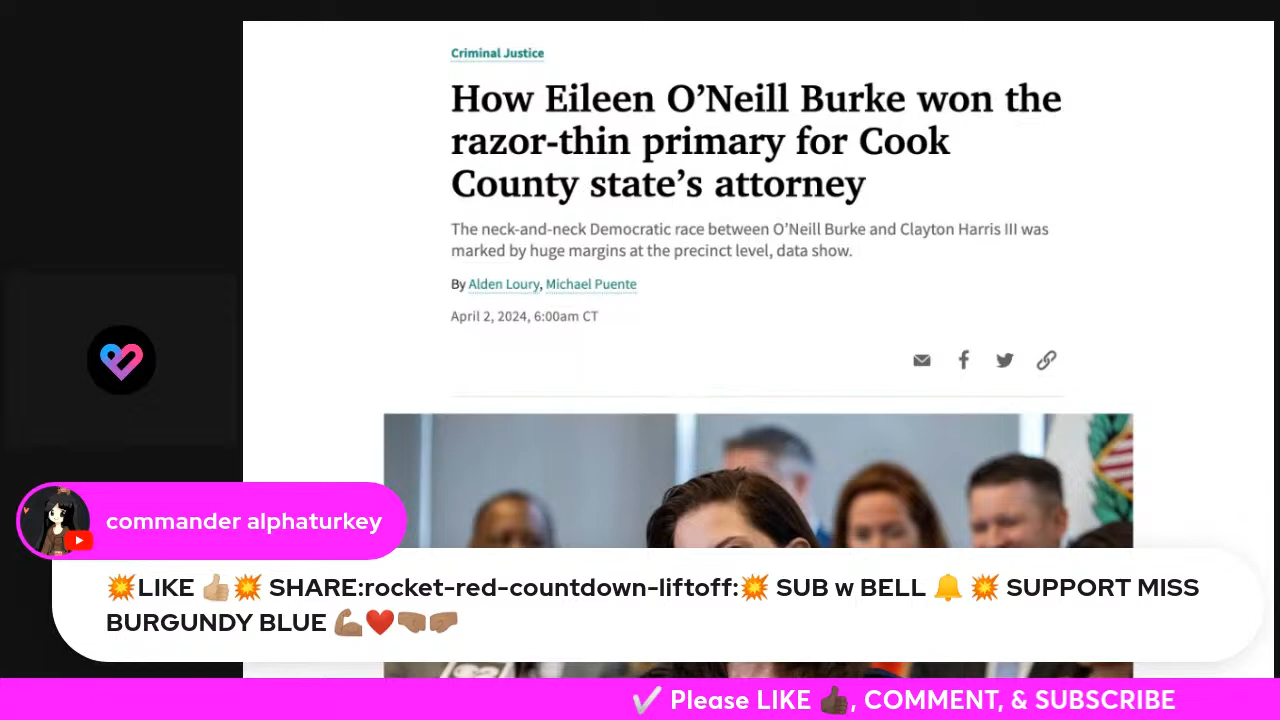 Criminal Justice
How Eileen O’Neill Burke won the
razor-thin primary for Cook
County state’s attorney
The neck-and-neck Democratic race between O’Neill Burke and Clayton Harris III was
marked by huge margins at the precinct level, data show.
By Alden Loury, Michael Puente
April 2, 2024, 6:00am CT
commander alphaturkey
💥LIKE 👍🏼💥 SHARE:rocket-red-countdown-liftoff:💥 SUB w BELL 🔔 💥 SUPPORT MISS
BURGUNDY BLUE 💪🏽❤️🤜🏽🤛🏽
✔️ Please LIKE 👍🏿, COMMENT, & SUBSCRIBE